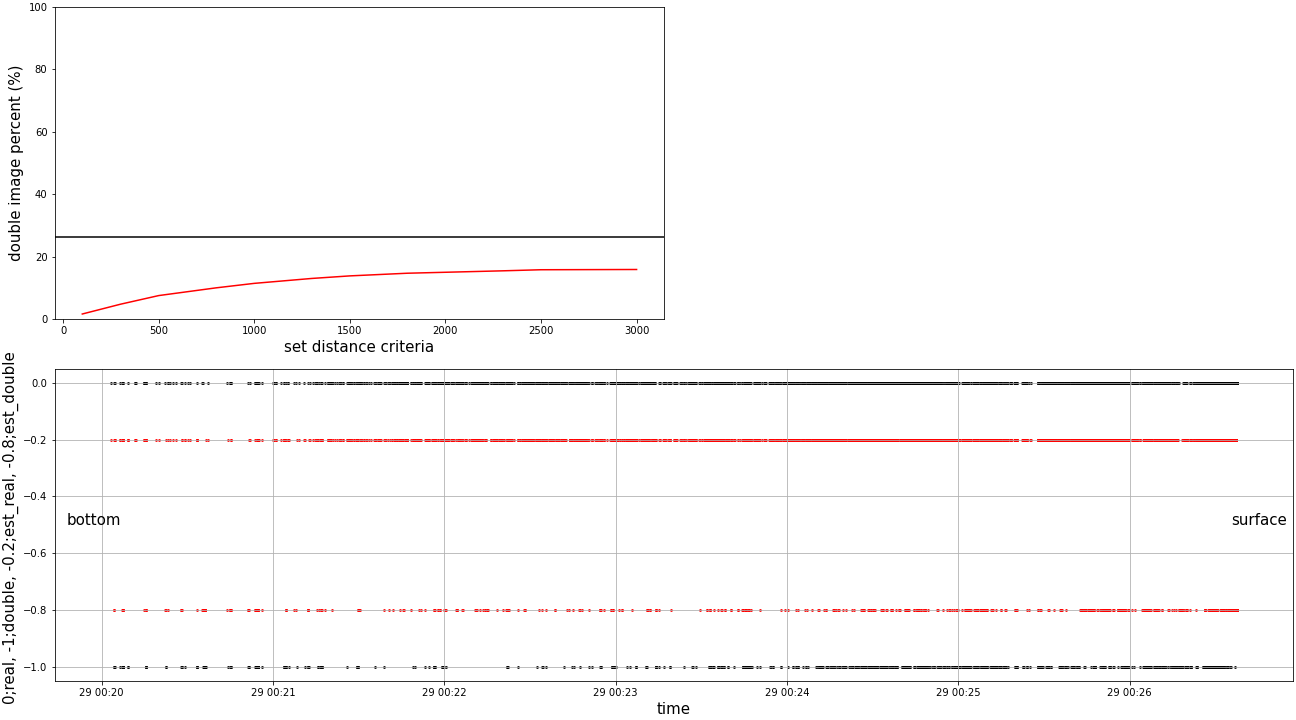 100
80
60
40
20
0
double image percent (%)
0 500 1000 1500 2000 2500 3000
set distance criteria
0.0
−0.2
−0.4
−0.6
−0.8
−1.0
0;real, -1;double, -0.2;est_real, -0.8;est_double
bottom
surface
29 00:20 29 00:21 29 00:22 29 00:23 29 00:24 29 00:25 29 00:26
time